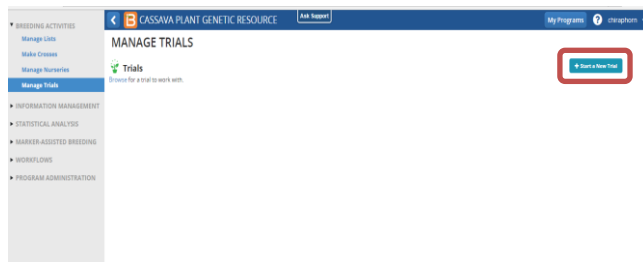 BREEDING ACTIVITIES
Manage Lists
Make Crosses
Manage Nurseries
Manage Trials
INFORMATION MANAGEMENT
STATISTICAL ANALYSIS
MARKER-ASSISTED BREEDING
WORKFLOWS
PROGRAM ADMINISTRATION
B CASSAVA PLANT GENETIC RESOURCE
Ask Support
My Programs ? chiraphorn
MANAGE TRIALS
Trials
Browse for a trial to work with.
+ Start a New Trial